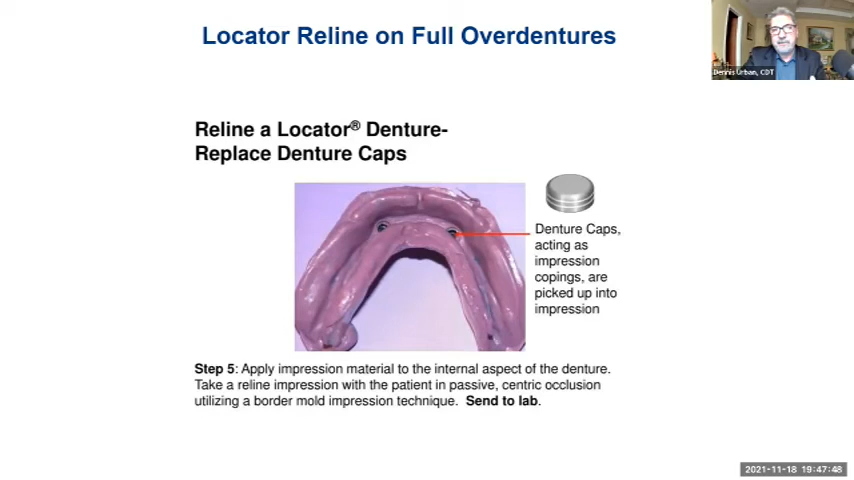 Locator Reline on Full Overdentures
Dennis Urban, CDT
Reline a Locator® Denture-
Replace Denture Caps
Denture Caps,
acting as
impression
copings, are
picked up into
impression
Step 5: Apply impression material to the internal aspect of the denture.
Take a reline impression with the patient in passive, centric occlusion
utilizing a border mold impression technique. Send to lab.
2021-11-18 19:47:48